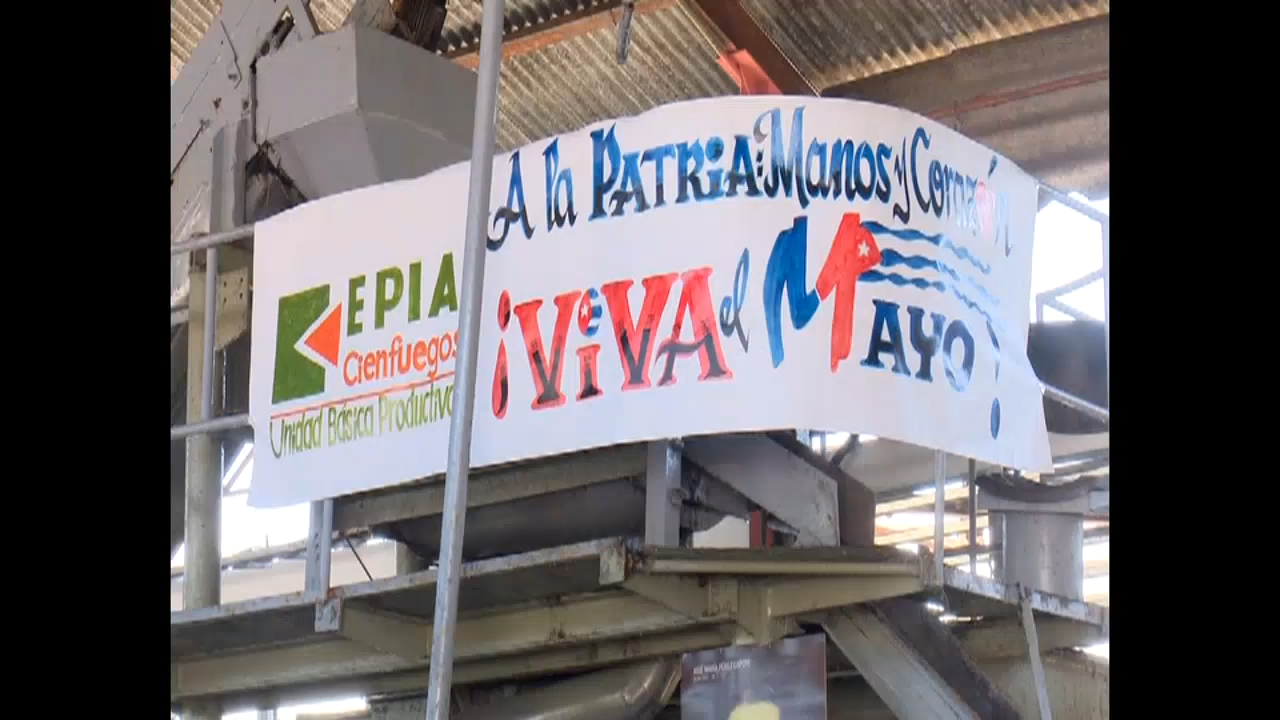 A la PATRIA: Manos y Corazón
¡ViVA el MAYO!
EPIA
Cienfuegos
Unidad Básica Productiva